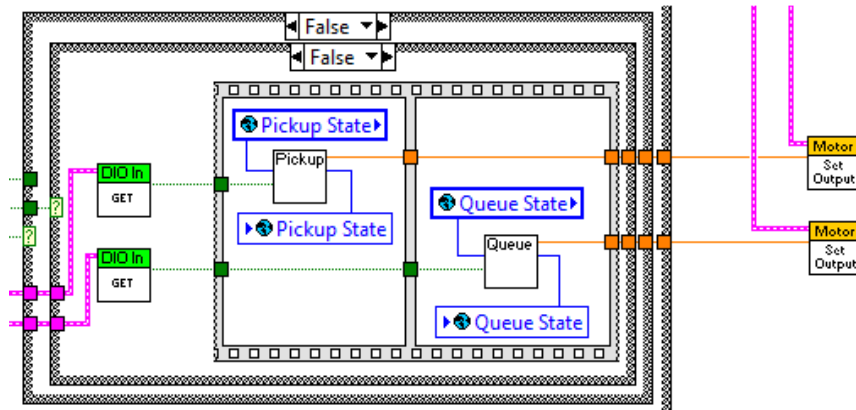 False
False
Pickup State
Pickup
Pickup State
DIO In
GET
DIO In
GET
Queue State
Queue
Queue State
?
?
Motor
Set
Output
Motor
Set
Output